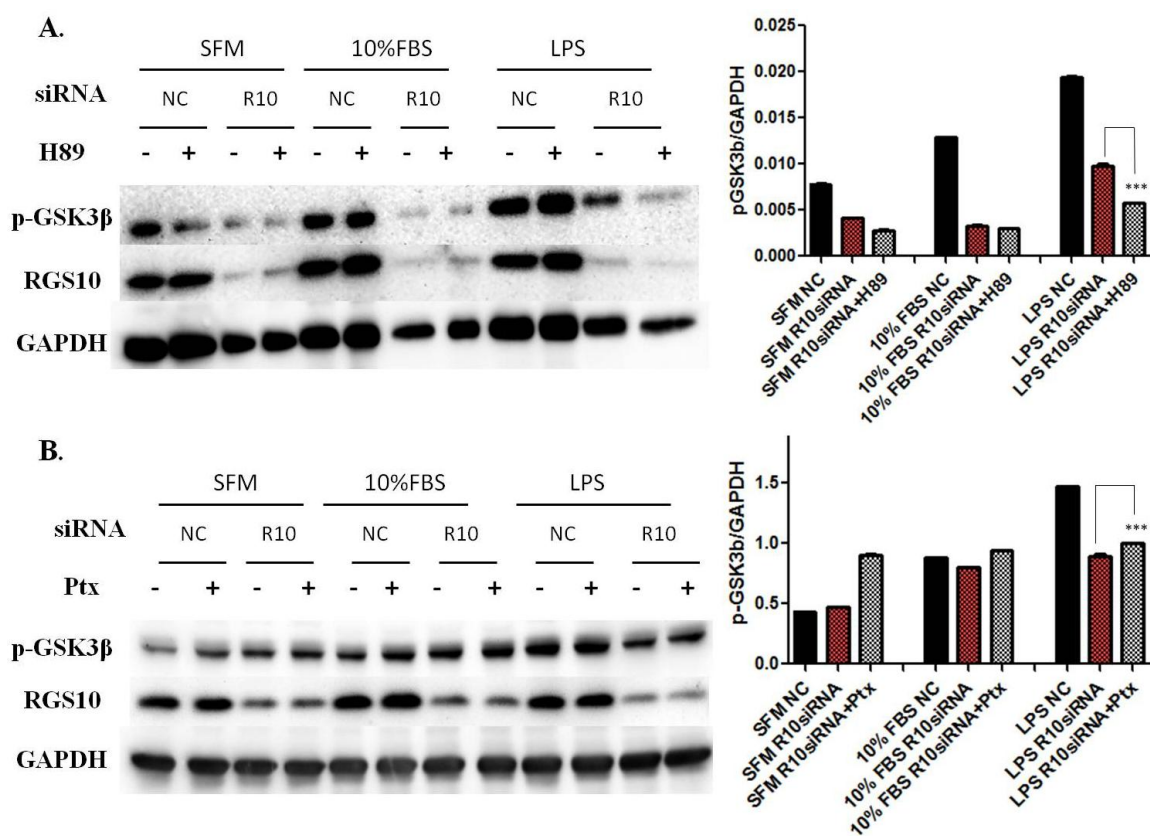 A.
SFM 10%FBS LPS
siRNA NC R10 NC R10 NC R10
H89 - + - + - + - + - + - +
p-GSK3β
RGS10
GAPDH
pGSK3b/GAPDH
0.025
0.020
0.015
0.010
0.005
0.000
***
SFM NC
SFM R10siRNA
SFM R10siRNA+H89
10% FBS NC
10% FBS R10siRNA
10% FBS R10siRNA+H89
LPS NC
LPS R10siRNA
LPS R10siRNA+H89
B.
SFM 10%FBS LPS
siRNA NC R10 NC R10 NC R10
Ptx - + - + - + - + - + - +
p-GSK3β
RGS10
GAPDH
p-GSK3b/GAPDH
1.5
1.0
0.5
0.0
***
SFM NC
SFM R10siRNA
SFM R10siRNA+Ptx
10% FBS NC
10% FBS R10siRNA
10% FBS R10siRNA+Ptx
LPS NC
LPS R10siRNA
LPS R10siRNA+Ptx